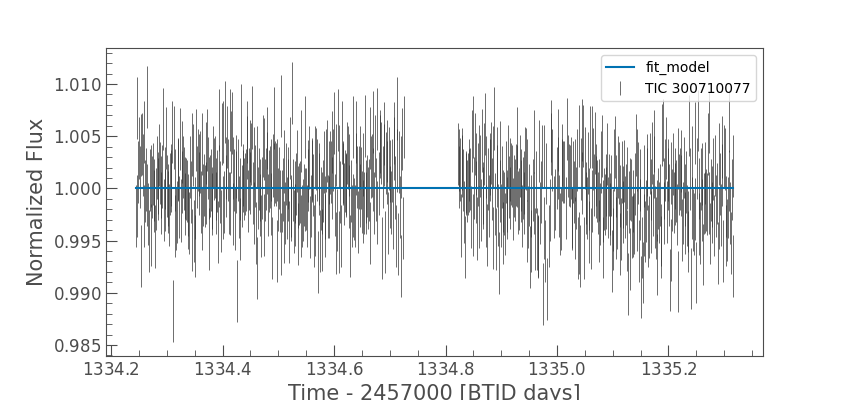 fit_model
TIC 300710077
Normalized Flux
1.010
1.005
1.000
0.995
0.990
0.985
1334.2 1334.4 1334.6 1334.8 1335.0 1335.2
Time - 2457000 [BTJD days]